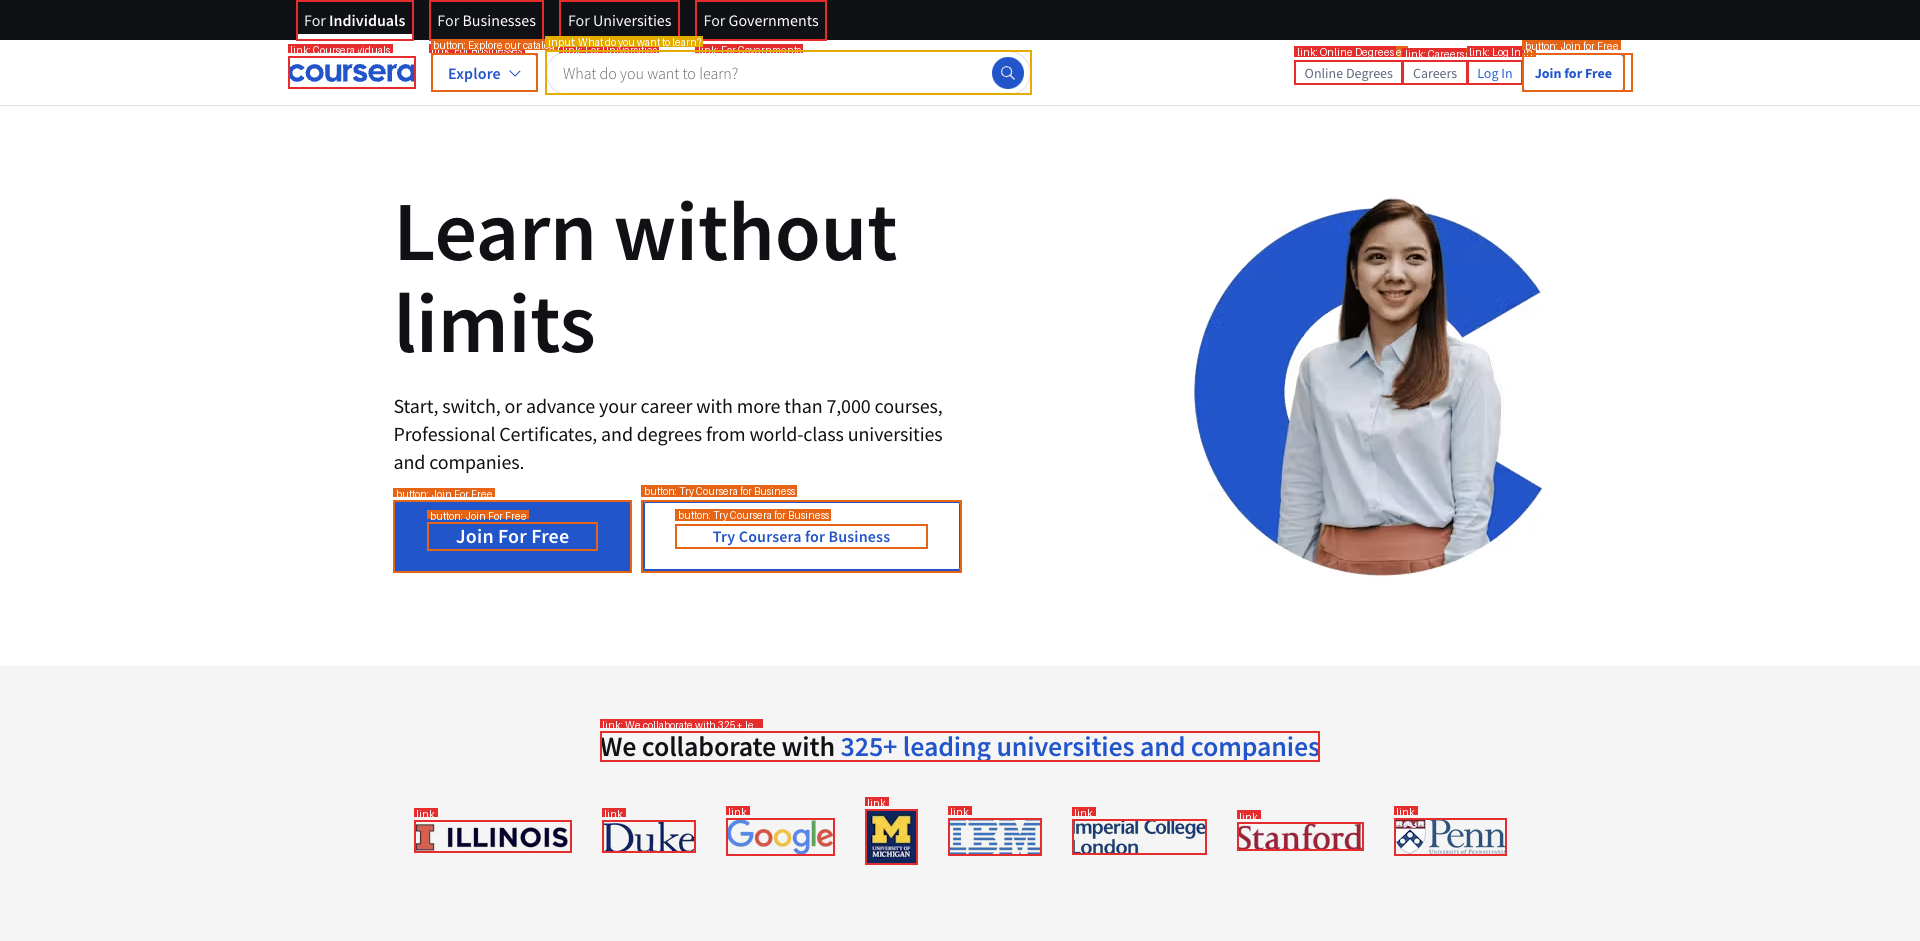 For Individuals
For Businesses
For Universities
For Governments
link: Coursera viduals
button: Explore our catalo
input: What do you want to learn?
link: For Governments
link: Online Degrees
link: Careers
link: Log In
button: Join for Free
coursera
Explore
What do you want to learn?
Online Degrees
Careers
Log In
Join for Free
Learn without
limits
Start, switch, or advance your career with more than 7,000 courses,
Professional Certificates, and degrees from world-class universities
and companies.
button: Join For Free
button: Try Coursera for Business
button: Join For Free
button: Try Coursera for Business
Join For Free
Try Coursera for Business
link: We collaborate with 325+ le...
We collaborate with 325+ leading universities and companies
link
link
link
link
link
link
link
link
ILLINOIS
Duke
Google
M
UNIVERSITY OF
MICHIGAN
IBM
Imperial College
London
Stanford
Penn
UNIVERSITY OF PENNSYLVANIA